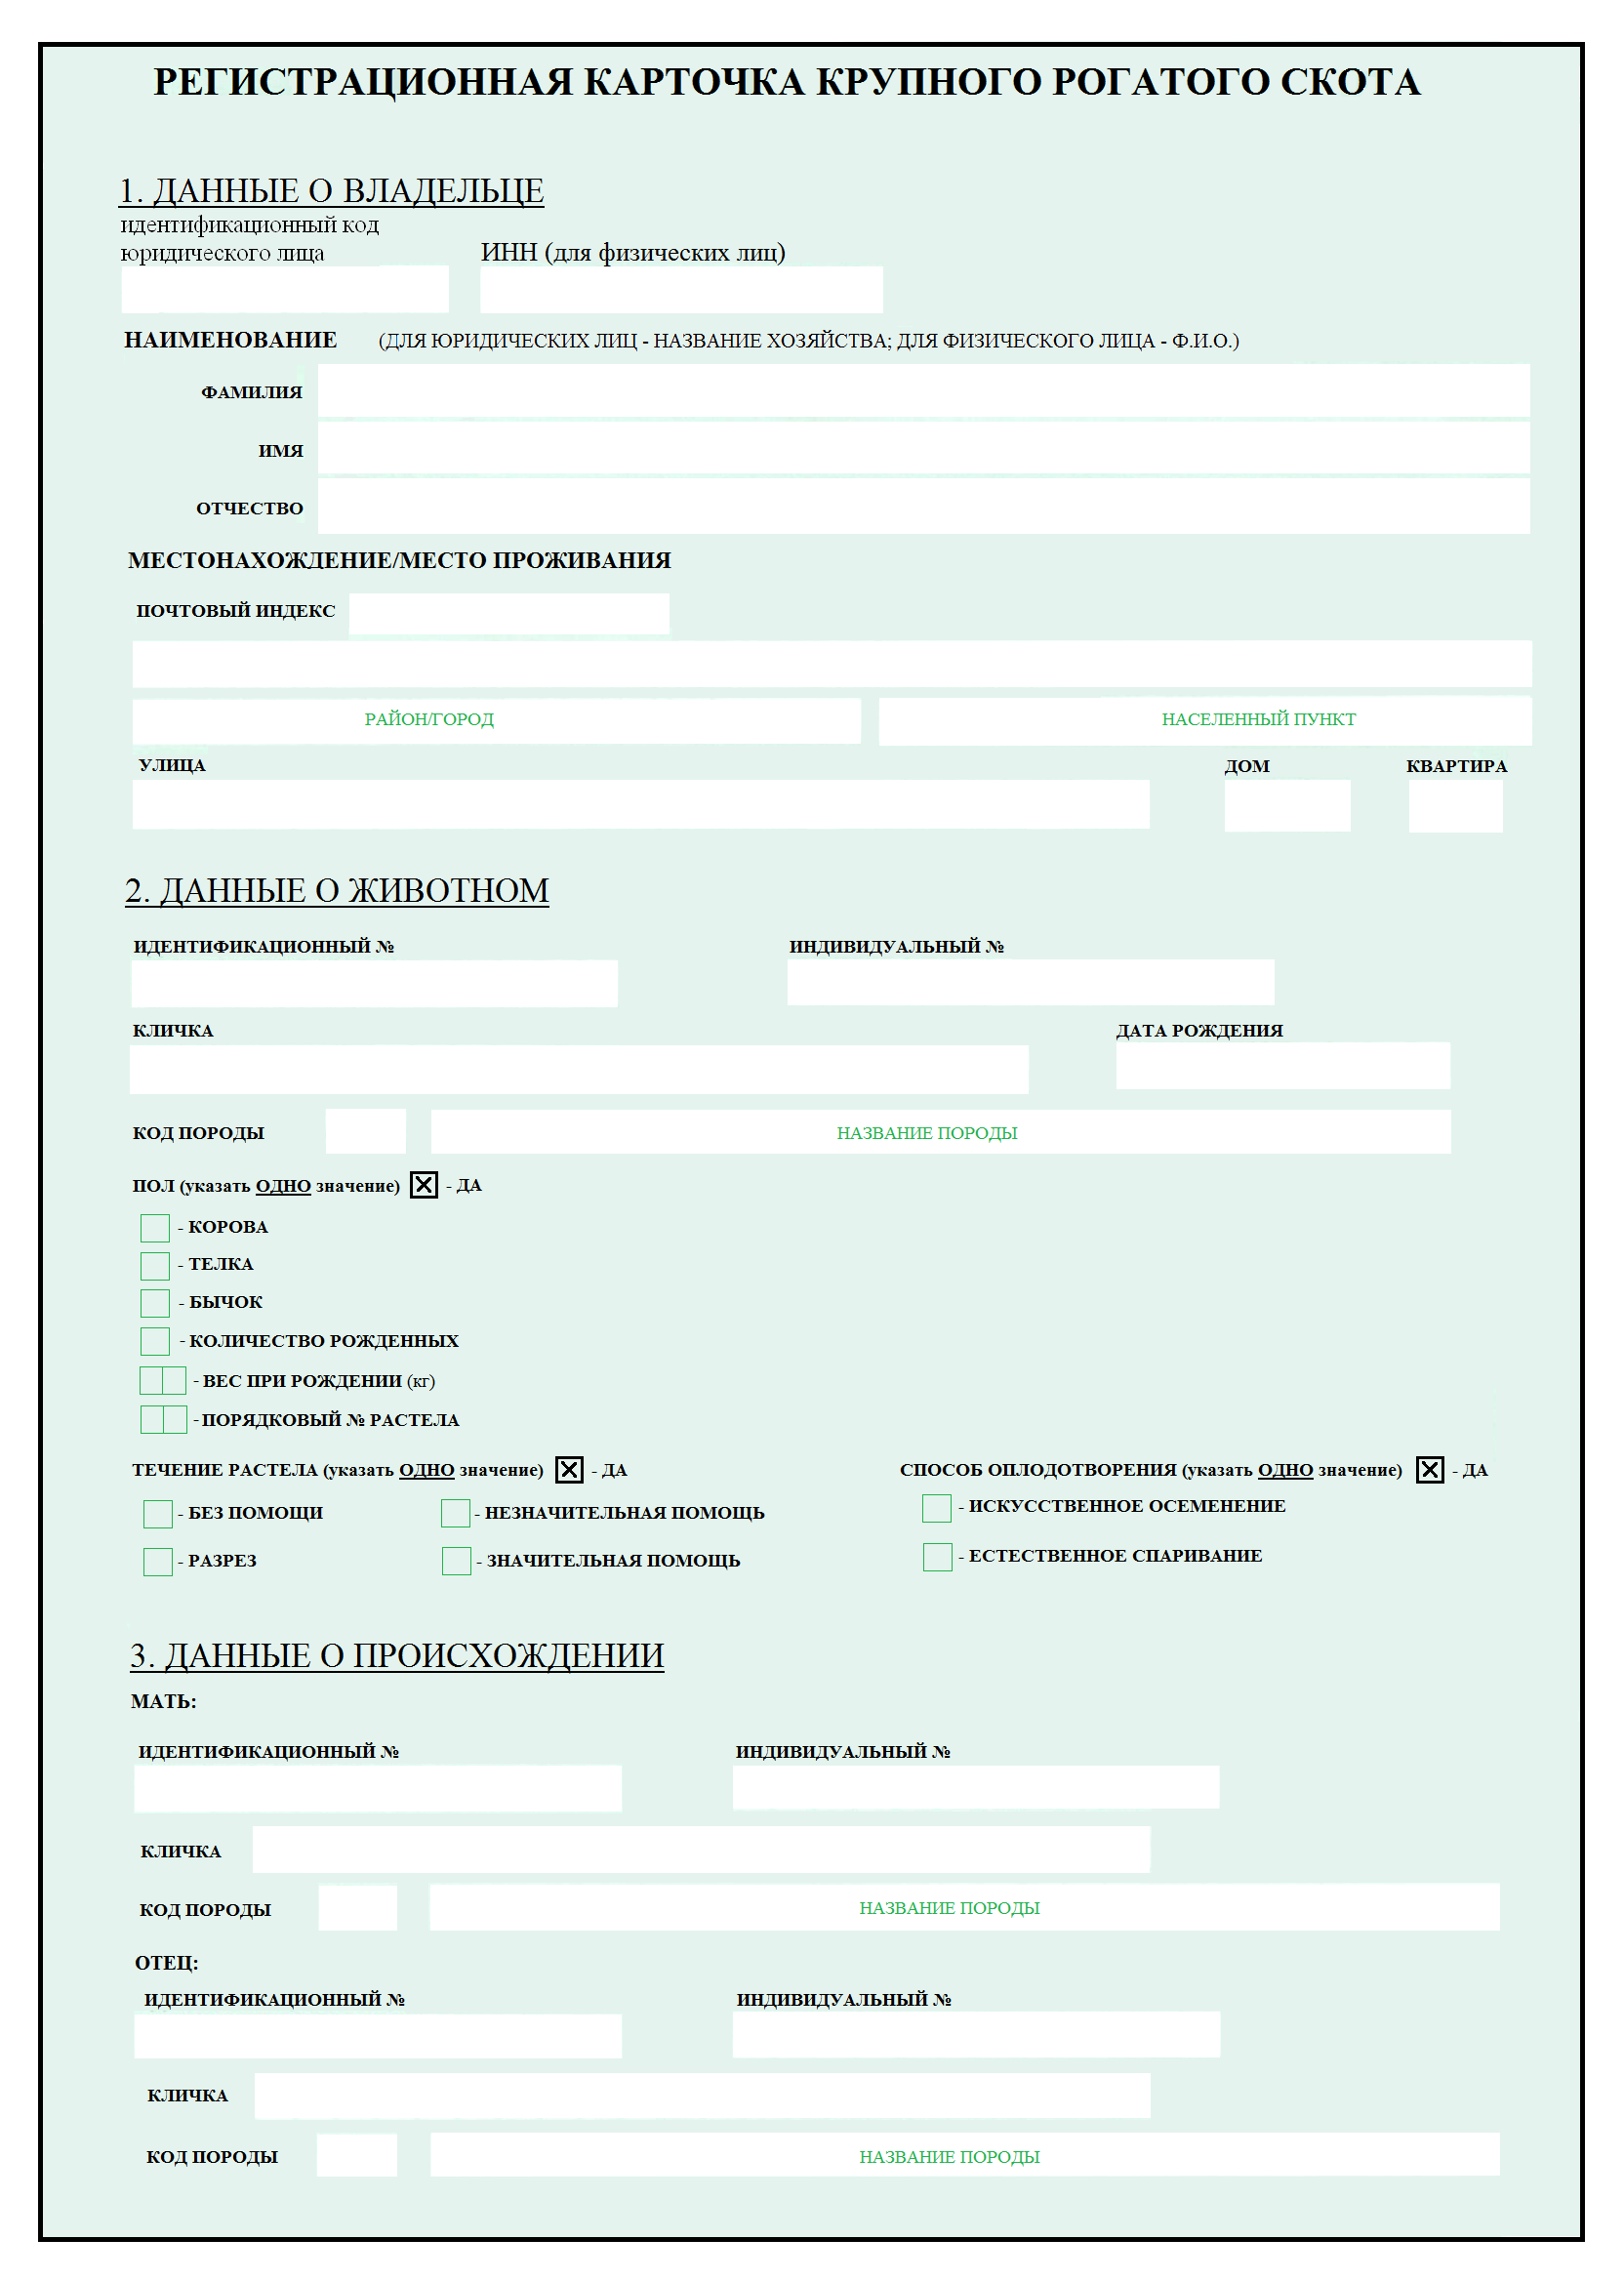 РЕГИСТРАЦИОННАЯ КАРТОЧКА КРУПНОГО РОГАТОГО СКОТА
1. ДАННЫЕ О ВЛАДЕЛЬЦЕ
идентификационный код
юридического лица
ИНН (для физических лиц)
НАИМЕНОВАНИЕ (ДЛЯ ЮРИДИЧЕСКИХ ЛИЦ - НАЗВАНИЕ ХОЗЯЙСТВА; ДЛЯ ФИЗИЧЕСКОГО ЛИЦА - Ф.И.О.)
ФАМИЛИЯ
ИМЯ
ОТЧЕСТВО
МЕСТОНАХОЖДЕНИЕ/МЕСТО ПРОЖИВАНИЯ
ПОЧТОВЫЙ ИНДЕКС
РАЙОН/ГОРОД НАСЕЛЕННЫЙ ПУНКТ
УЛИЦА ДОМ КВАРТИРА
2. ДАННЫЕ О ЖИВОТНОМ
ИДЕНТИФИКАЦИОННЫЙ № ИНДИВИДУАЛЬНЫЙ №
КЛИЧКА ДАТА РОЖДЕНИЯ
КОД ПОРОДЫ НАЗВАНИЕ ПОРОДЫ
ПОЛ (указать ОДНО значение) ☒ - ДА
- КОРОВА
- ТЕЛКА
- БЫЧОК
- КОЛИЧЕСТВО РОЖДЕННЫХ
- ВЕС ПРИ РОЖДЕНИИ (кг)
- ПОРЯДКОВЫЙ № РАСТЕЛА
ТЕЧЕНИЕ РАСТЕЛА (указать ОДНО значение) ☒ - ДА СПОСОБ ОПЛОДОТВОРЕНИЯ (указать ОДНО значение) ☒ - ДА
- БЕЗ ПОМОЩИ - НЕЗНАЧИТЕЛЬНАЯ ПОМОЩЬ - ИСКУССТВЕННОЕ ОСЕМЕНЕНИЕ
- РАЗРЕЗ - ЗНАЧИТЕЛЬНАЯ ПОМОЩЬ - ЕСТЕСТВЕННОЕ СПАРИВАНИЕ
3. ДАННЫЕ О ПРОИСХОЖДЕНИИ
МАТЬ:
ИДЕНТИФИКАЦИОННЫЙ № ИНДИВИДУАЛЬНЫЙ №
КЛИЧКА
КОД ПОРОДЫ НАЗВАНИЕ ПОРОДЫ
ОТЕЦ:
ИДЕНТИФИКАЦИОННЫЙ № ИНДИВИДУАЛЬНЫЙ №
КЛИЧКА
КОД ПОРОДЫ НАЗВАНИЕ ПОРОДЫ